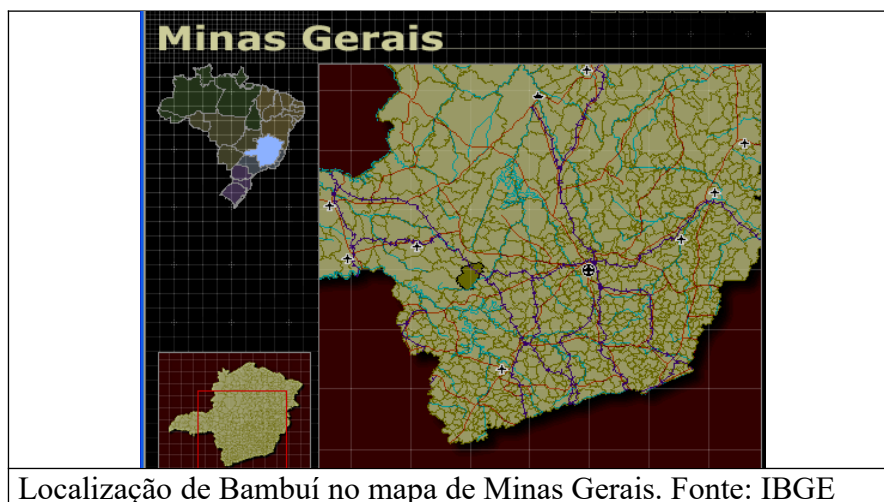 Minas Gerais
Localização de Bambuí no mapa de Minas Gerais. Fonte: IBGE